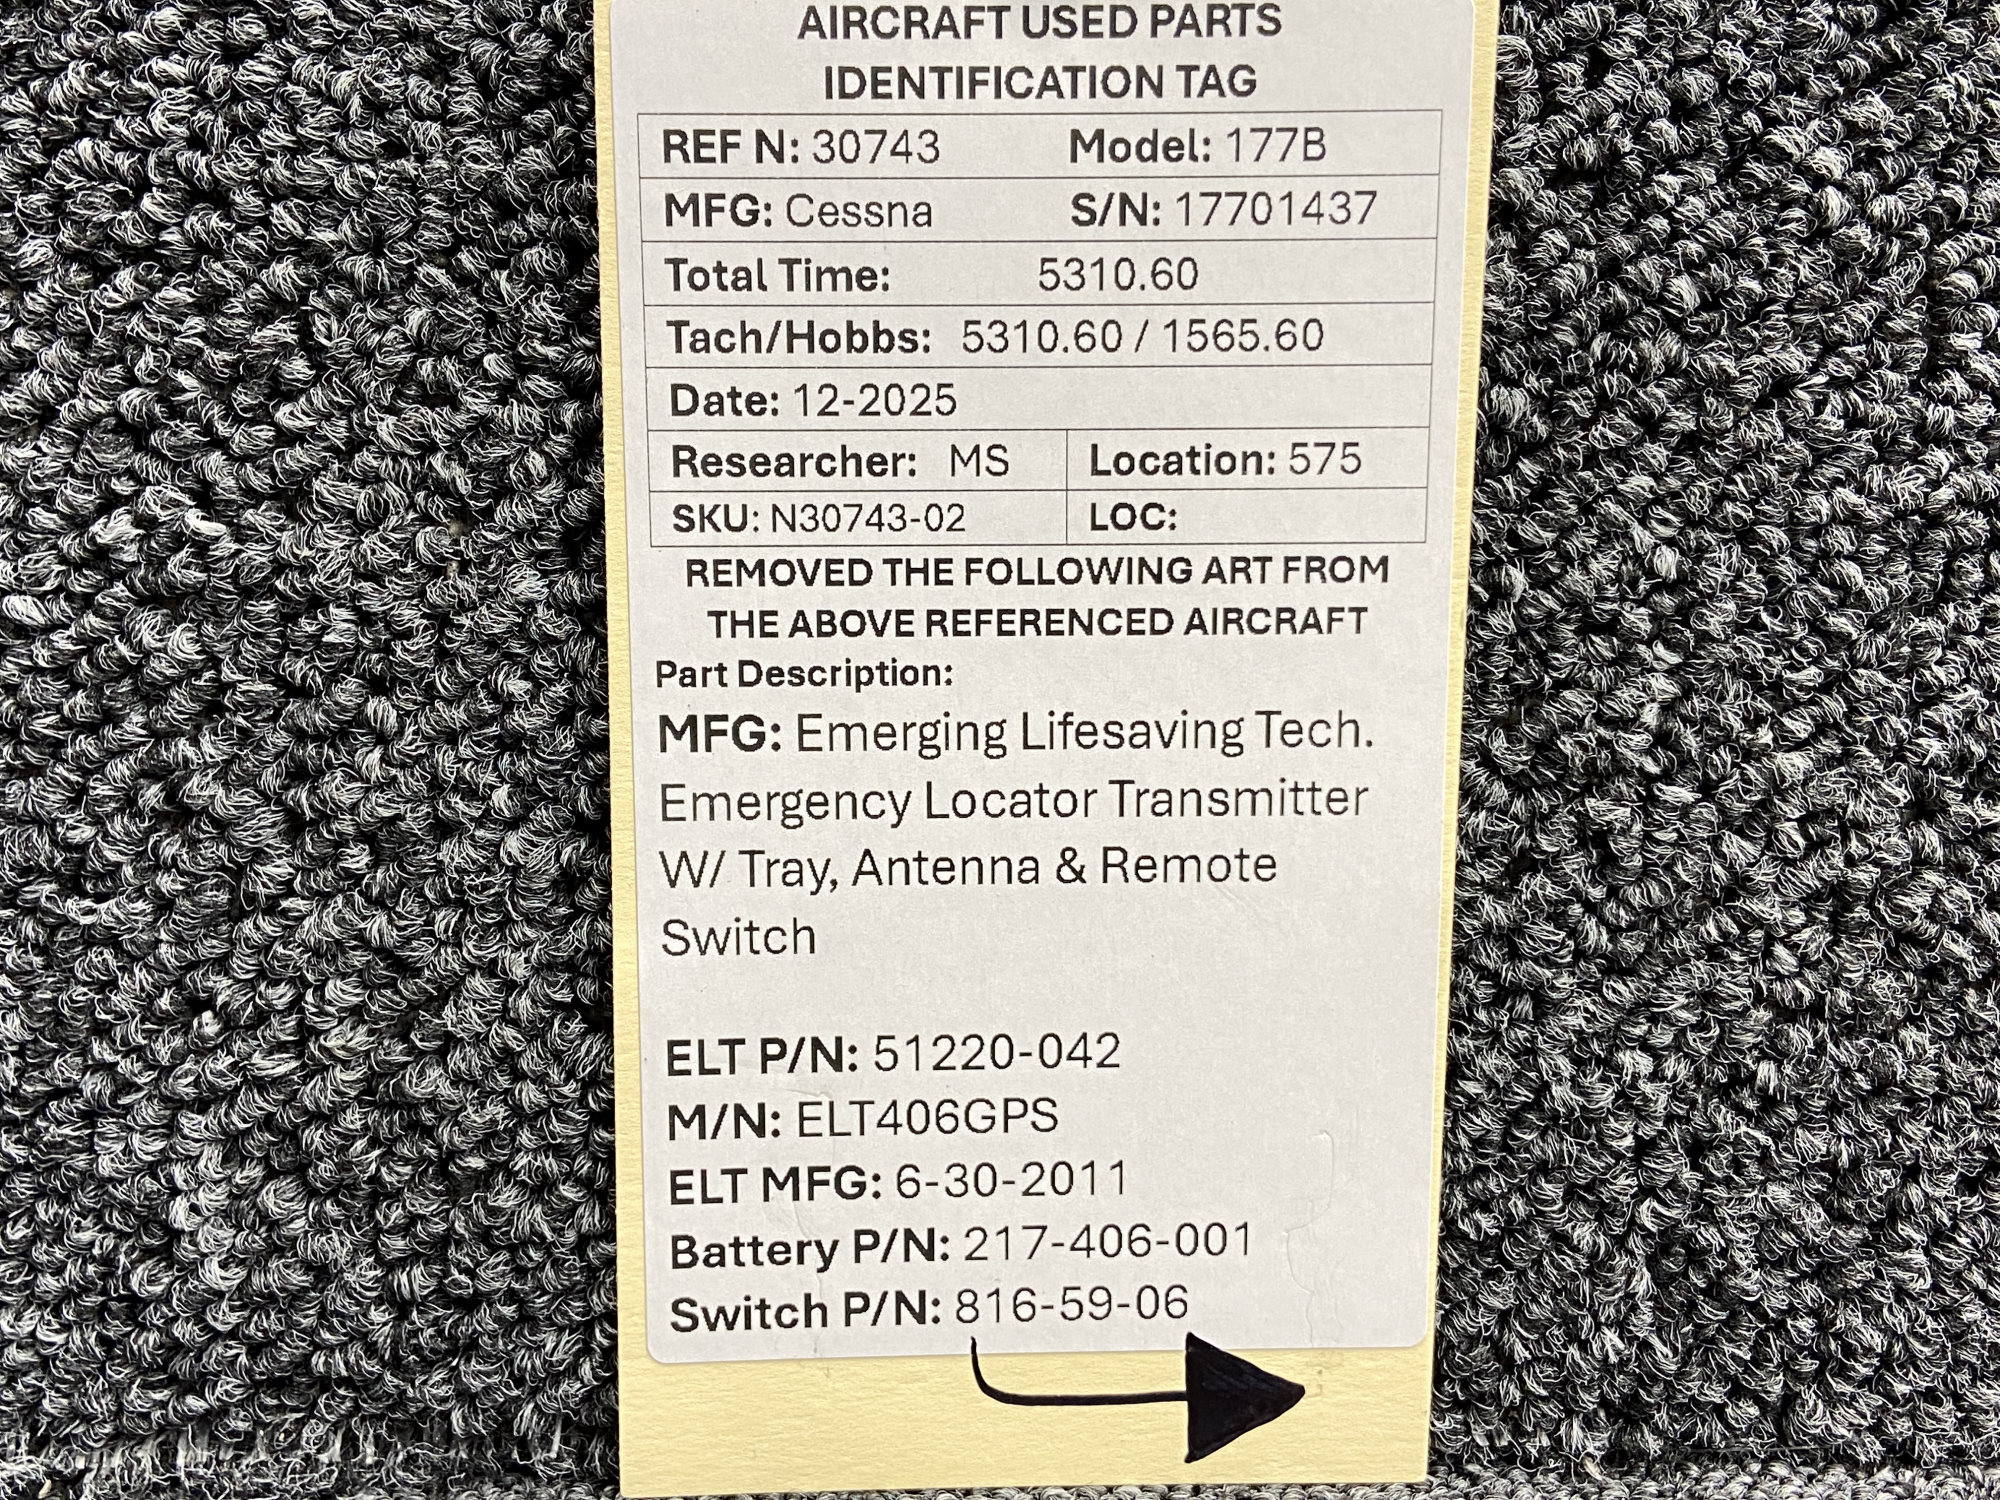 AIRCRAFT USED PARTS
IDENTIFICATION TAG
REF N: 30743 Model: 177B
MFG: Cessna S/N: 17701437
Total Time: 5310.60
Tach/Hobbs: 5310.60 / 1565.60
Date: 12-2025
Researcher: MS Location: 575
SKU: N30743-02 LOC:
REMOVED THE FOLLOWING ART FROM
THE ABOVE REFERENCED AIRCRAFT
Part Description:
MFG: Emerging Lifesaving Tech.
Emergency Locator Transmitter
W/ Tray, Antenna & Remote
Switch
ELT P/N: 51220-042
M/N: ELT406GPS
ELT MFG: 6-30-2011
Battery P/N: 217-406-001
Switch P/N: 816-59-06